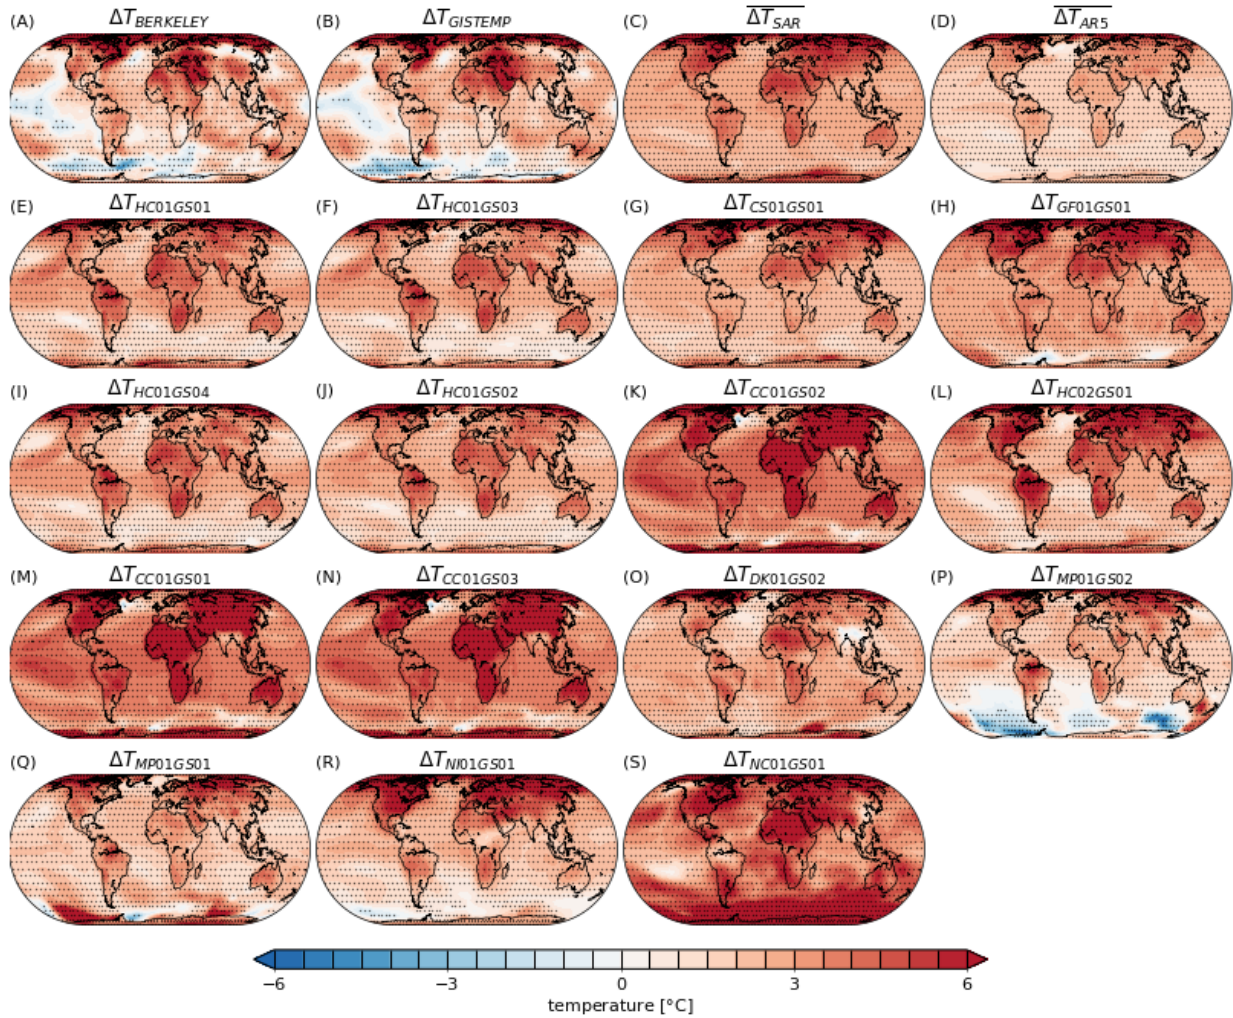 (A) ΔT_BERKELEY (B) ΔT_GISTEMP (C) ΔT_SAR (D) ΔT_AR5
(E) ΔT_HC01GS01 (F) ΔT_HC01GS03 (G) ΔT_CS01GS01 (H) ΔT_GF01GS01
(I) ΔT_HC01GS04 (J) ΔT_HC01GS02 (K) ΔT_CC01GS02 (L) ΔT_HC02GS01
(M) ΔT_CC01GS01 (N) ΔT_CC01GS03 (O) ΔT_DK01GS02 (P) ΔT_MP01GS02
(Q) ΔT_MP01GS01 (R) ΔT_NI01GS01 (S) ΔT_NC01GS01
−6 −3 0 3 6
temperature [°C]